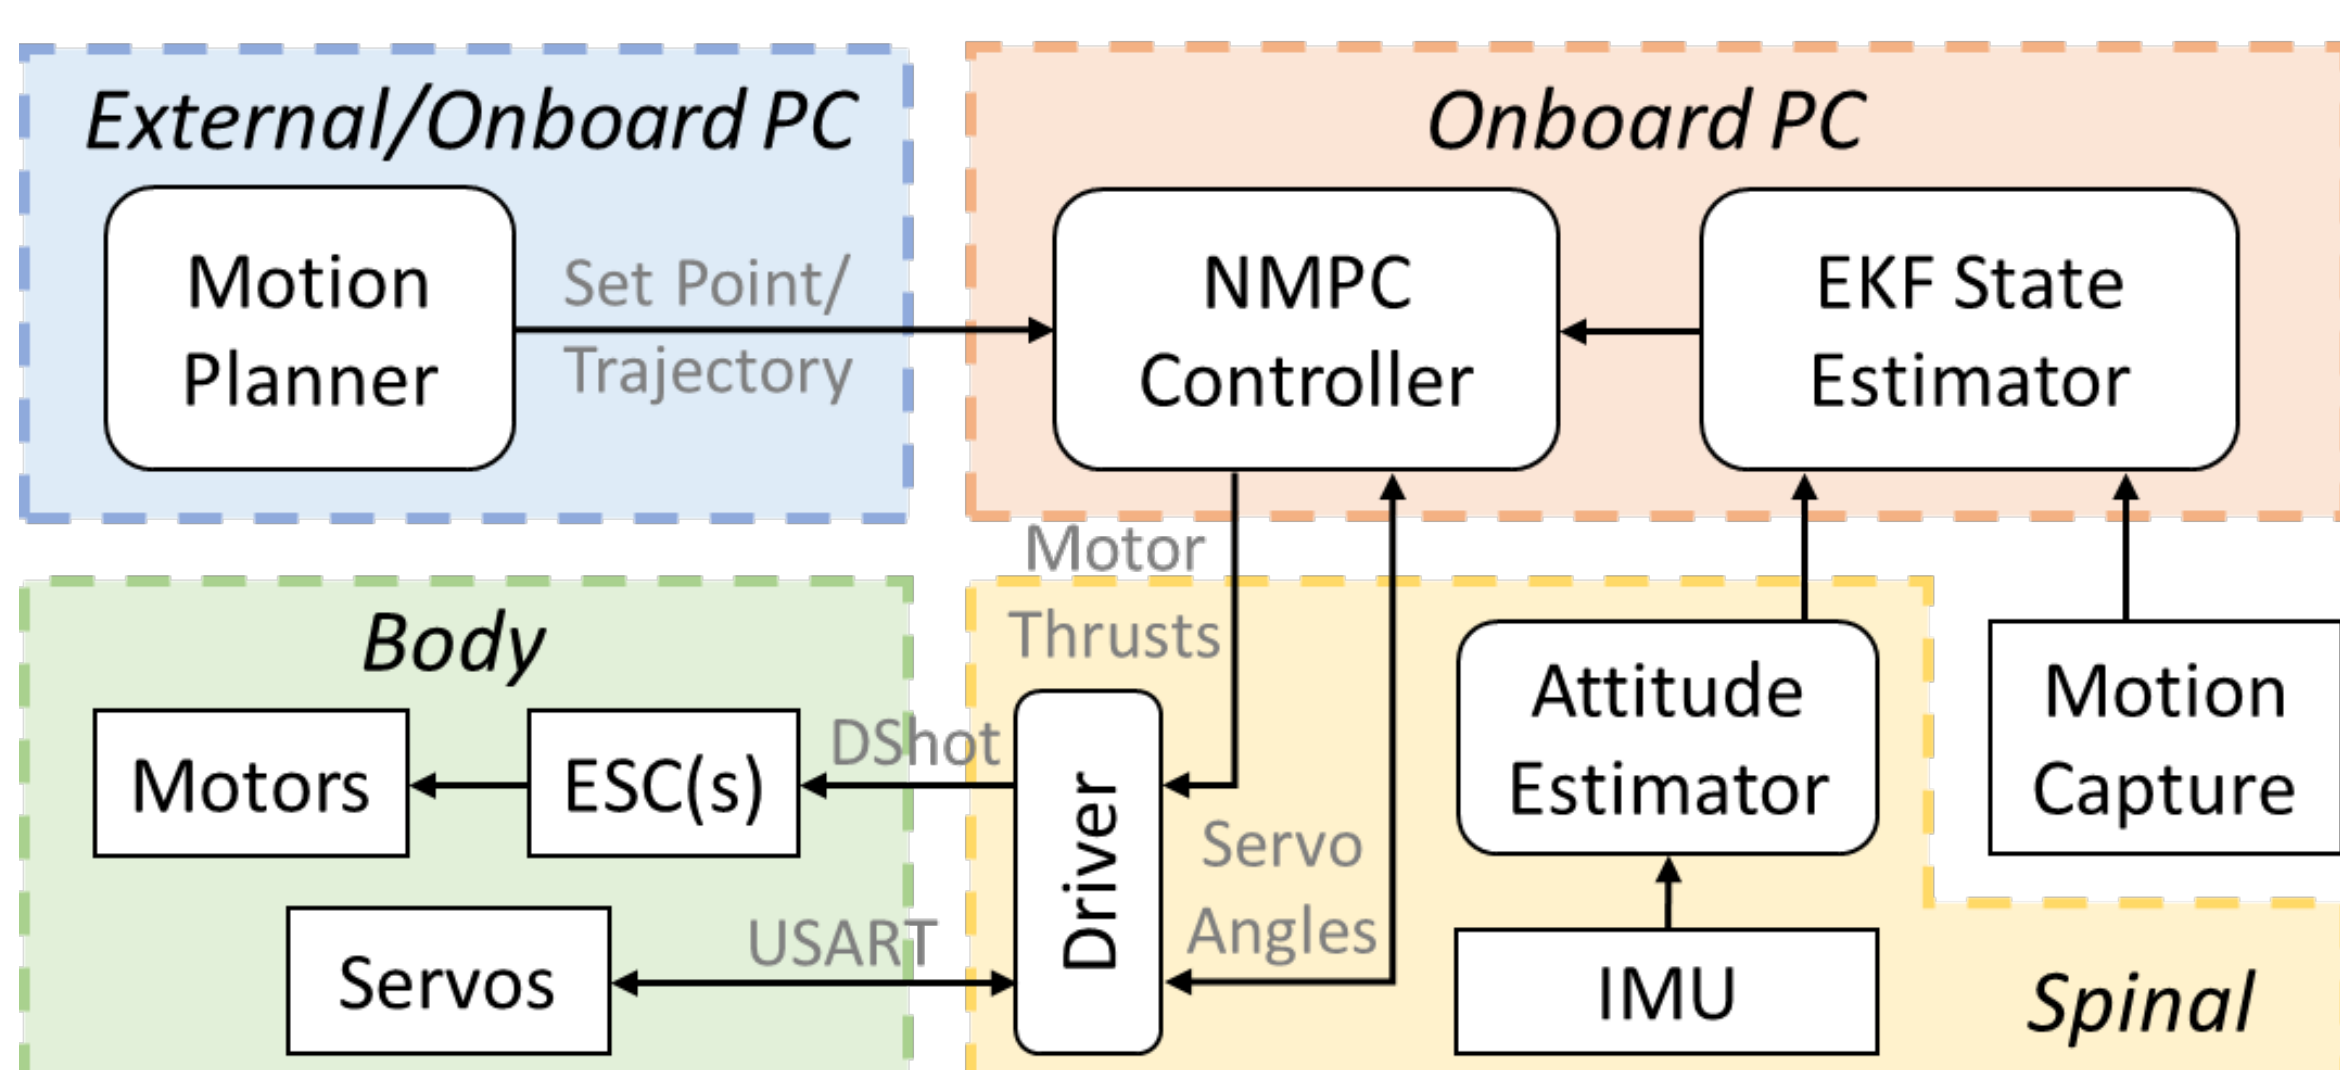 External/Onboard PC
Motion
Planner
Set Point/
Trajectory
Onboard PC
NMPC
Controller
EKF State
Estimator
Motor
Thrusts
Body
Motors
ESC(s)
DShot
Servos
USART
Driver
Servo
Angles
Attitude
Estimator
IMU
Motion
Capture
Spinal